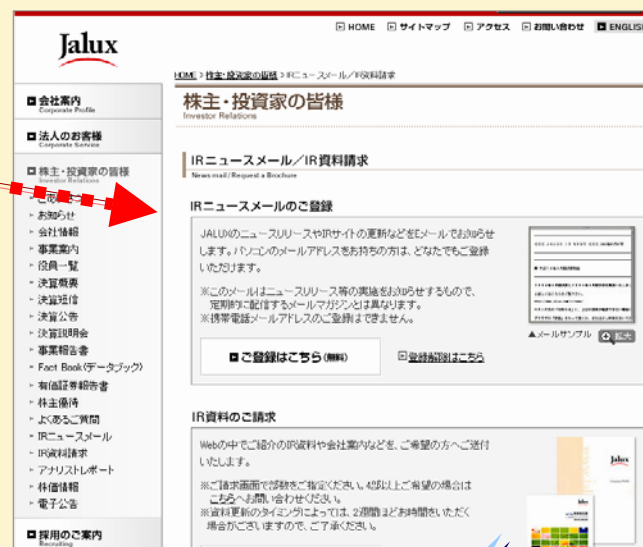 HOME サイトマップ アクセス お問い合わせ ENGLISH
Jalux
HOME > 株主・投資家の皆様 > IRニュースメール/IR資料請求
株主・投資家の皆様
Investor Relations
会社案内
Corporate Profile
法人のお客様
Corporate Service
株主・投資家の皆様
Investor Relations
お知らせ
会社情報
事業案内
役員一覧
決算概要
決算短信
決算公告
決算説明会
事業報告書
Fact Book(データブック)
有価証券報告書
株主優待
よくあるご質問
IRニュースメール
IR資料請求
アナリストレポート
株価情報
電子公告
採用のご案内
Recruiting
IRニュースメール/IR資料請求
News mail / Request a Brochure
IRニュースメールのご登録
JALUXのニュースリリースやIRサイトの更新などをEメールでお知らせ
します。パソコンのメールアドレスをお持ちの方は、どなたでもご登録
いただけます。
※このメールはニュースリリース等の実施をお知らせするもので、
定期的に配信するメールマガジンとは異なります。
※携帯電話メールアドレスのご登録はできません。
▲メールサンプル 拡大
ご登録はこちら(無料) 登録解除はこちら
IR資料のご請求
Webの中でご紹介のIR資料や会社案内などを、ご希望の方へご送付
いたします。
※ご請求画面で部数をご指定ください。4部以上ご希望の場合は
こちらへお問い合わせください。
※資料更新のタイミングによっては、2週間ほどお時間をいただく
場合がございますので、ご了承ください。
Jalux